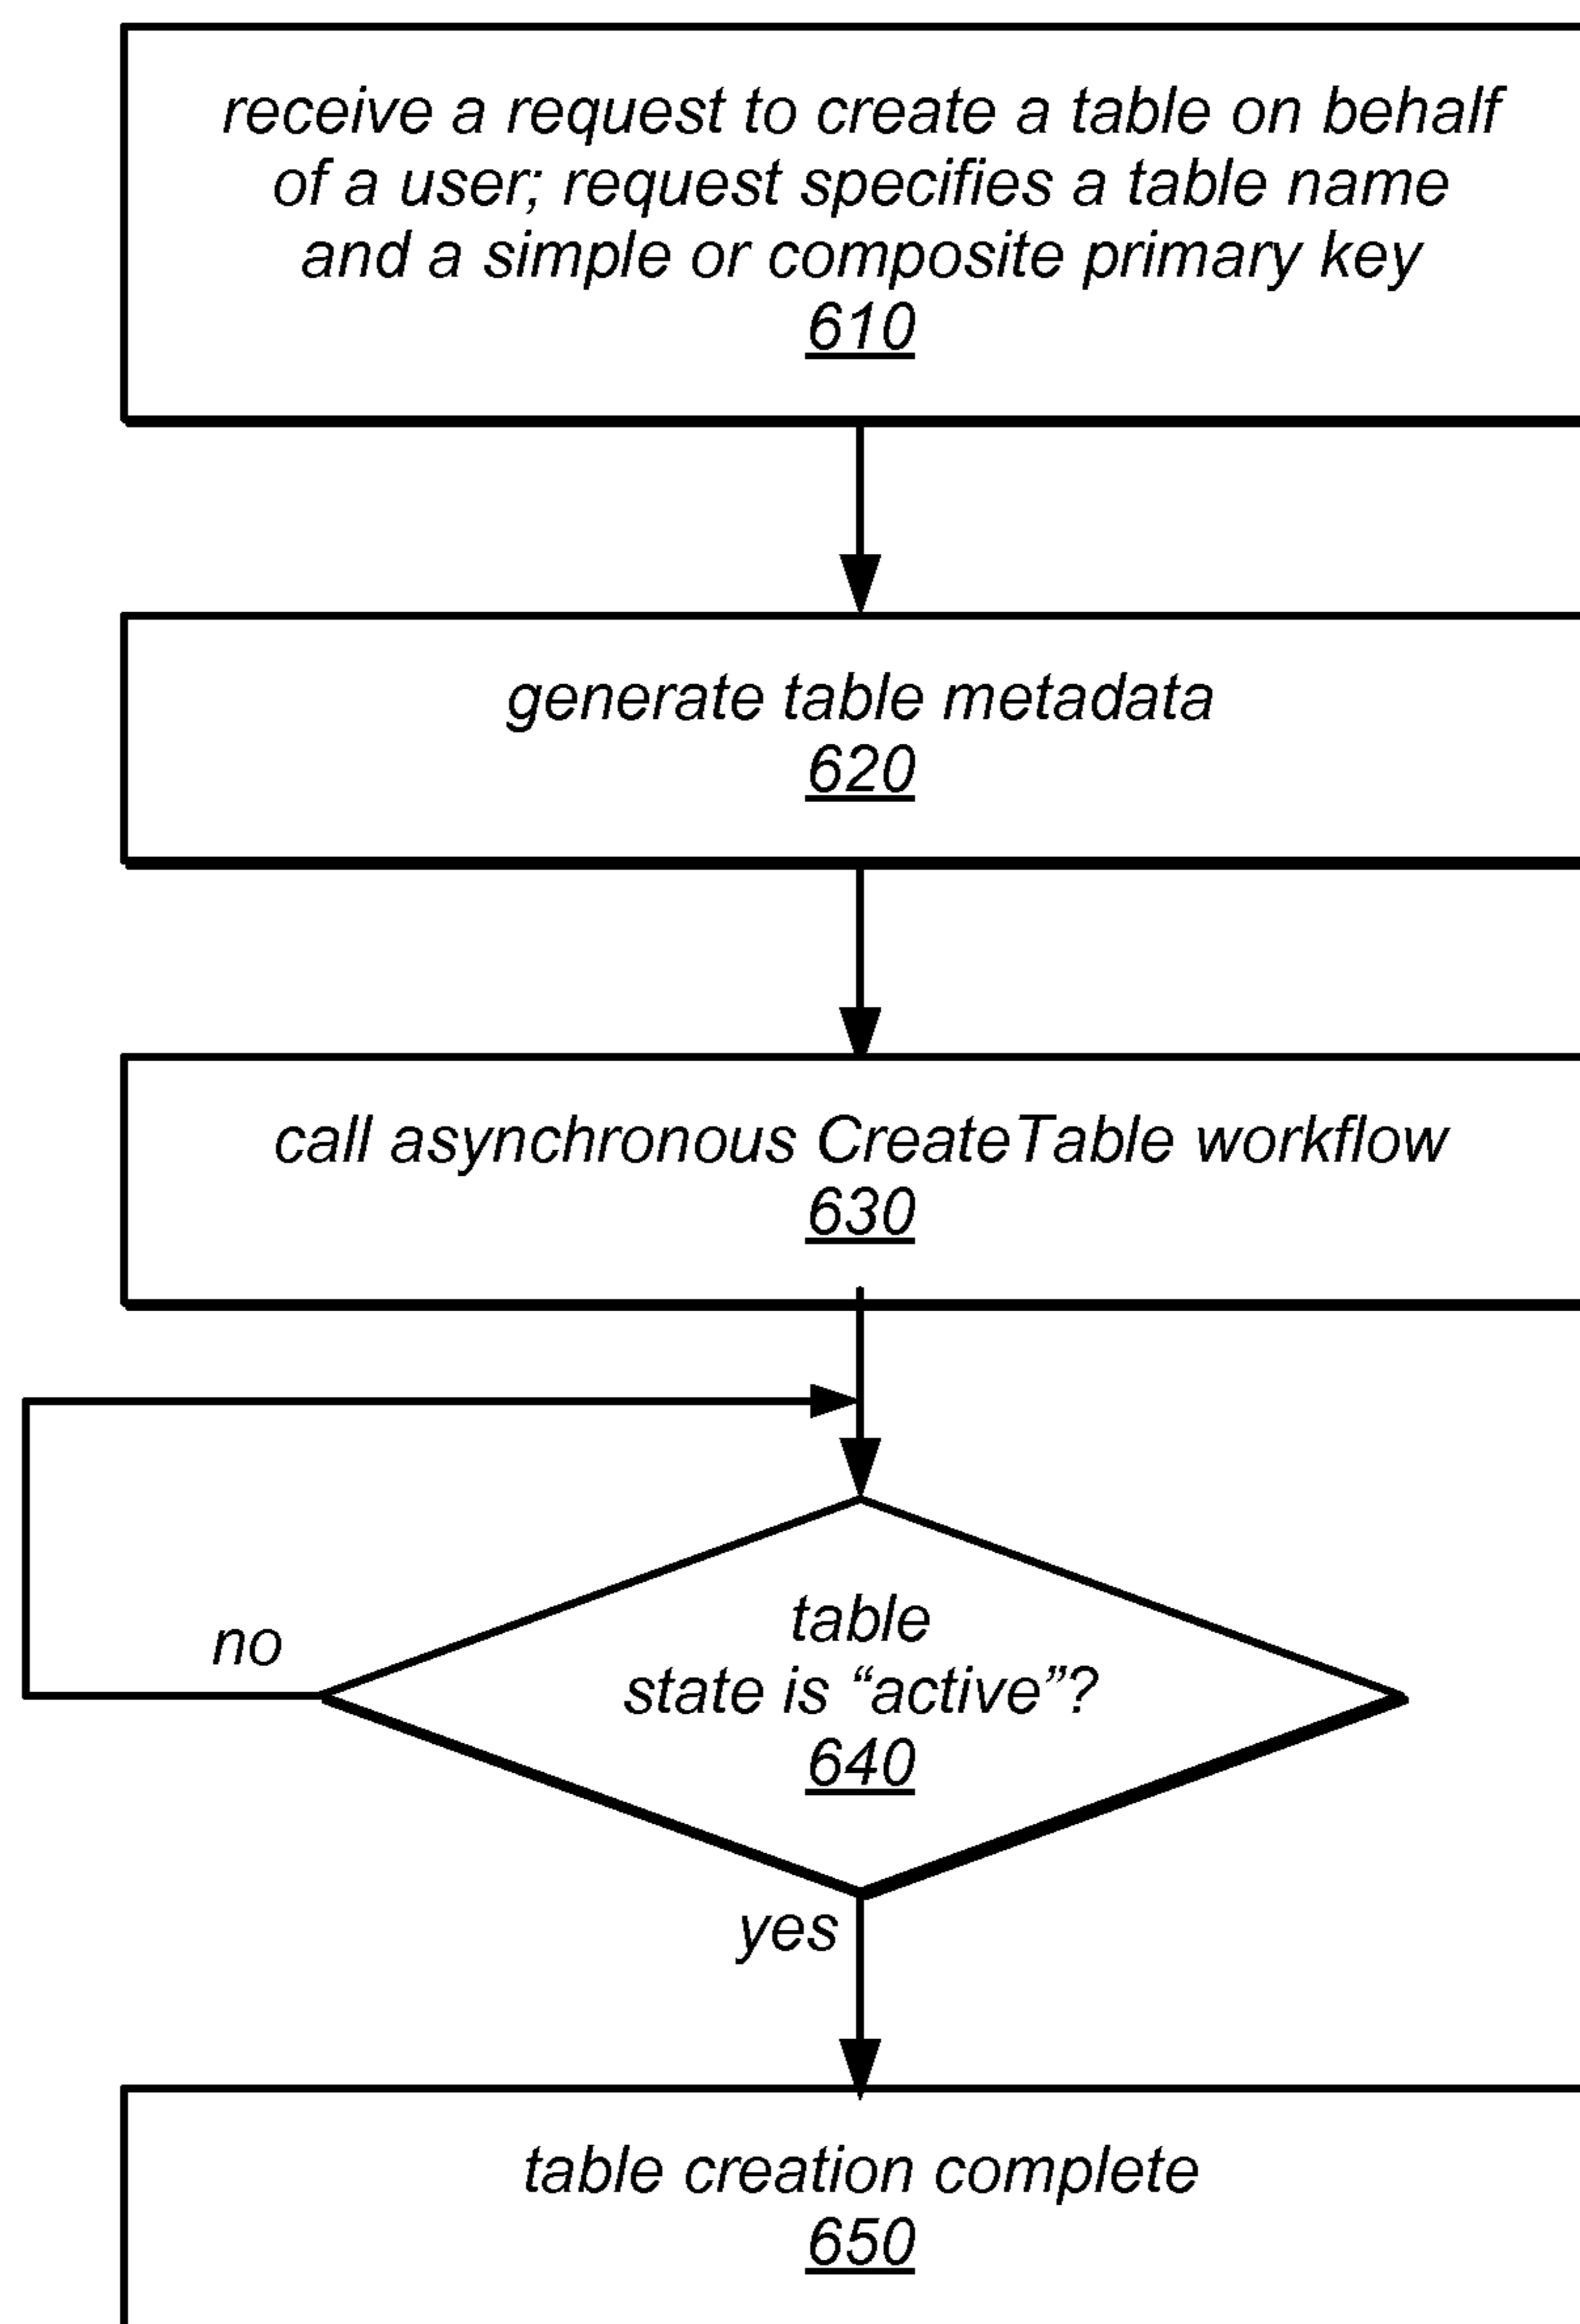 receive a request to create a table on behalf
of a user; request specifies a table name
and a simple or composite primary key
610
generate table metadata
620
call asynchronous CreateTable workflow
630
table
state is “active”?
640
no
yes
table creation complete
650